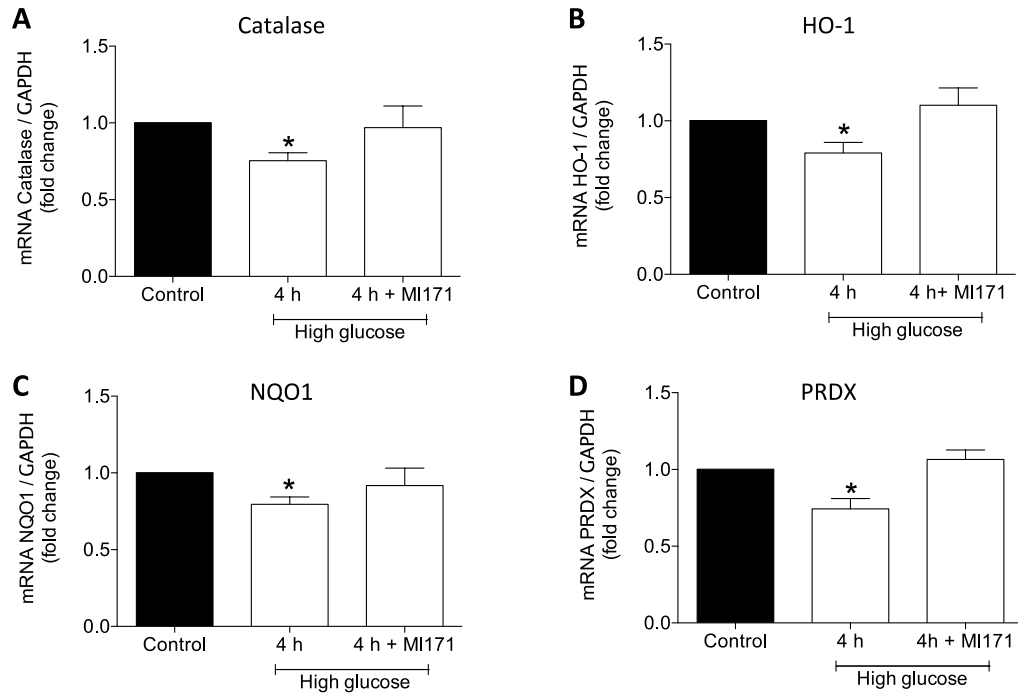 A
Catalase
mRNA Catalase / GAPDH
(fold change)
1.5
1.0
0.5
0.0
*
Control
4 h
4 h + MI171
High glucose
B
HO-1
mRNA HO-1 / GAPDH
(fold change)
1.5
1.0
0.5
0.0
*
Control
4 h
4 h+ MI171
High glucose
C
NQO1
mRNA NQO1 / GAPDH
(fold change)
1.5
1.0
0.5
0.0
*
Control
4 h
4 h + MI171
High glucose
D
PRDX
mRNA PRDX / GAPDH
(fold change)
1.5
1.0
0.5
0.0
*
Control
4 h
4h + MI171
High glucose